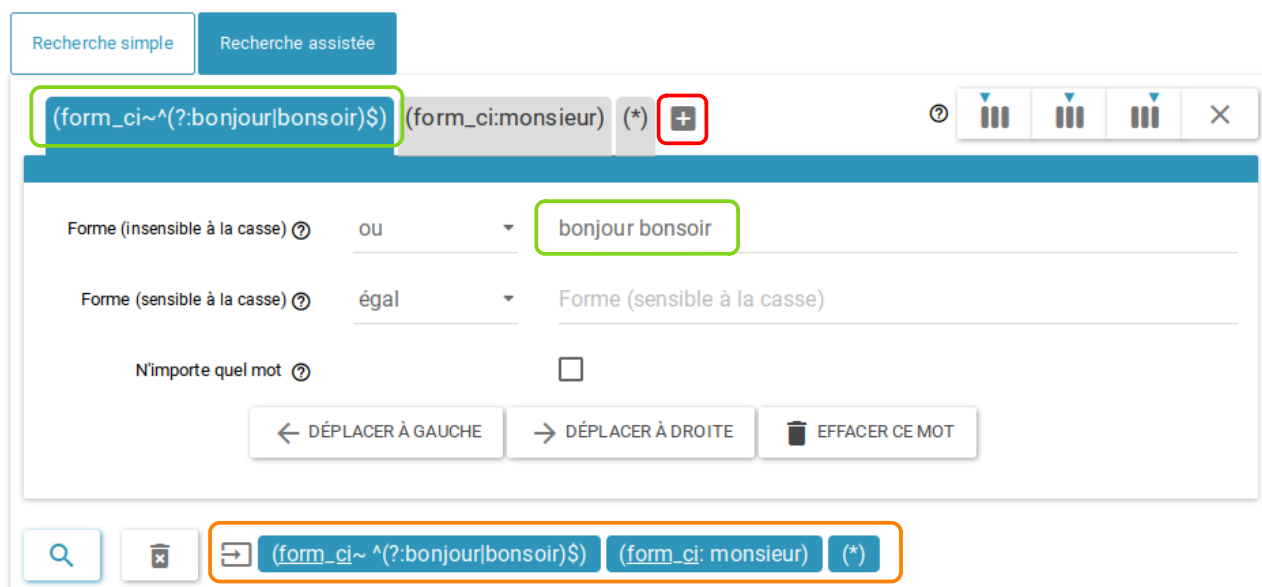 Recherche simple Recherche assistée
(form_ci~^(?:bonjour|bonsoir)$) (form_ci:monsieur) (*)
Forme (insensible à la casse) ou bonjour bonsoir
Forme (sensible à la casse) égal Forme (sensible à la casse)
N'importe quel mot
DÉPLACER À GAUCHE DÉPLACER À DROITE EFFACER CE MOT
(form_ci~ ^(?:bonjour|bonsoir)$) (form_ci: monsieur) (*)